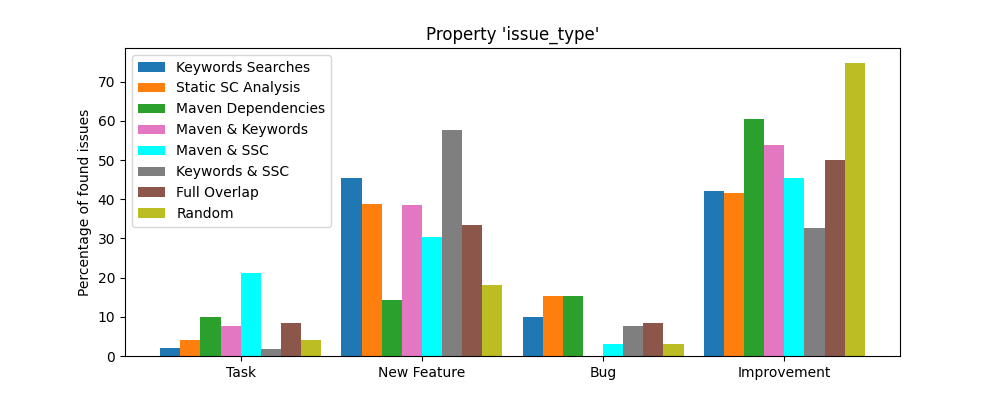 Property 'issue_type'
Percentage of found issues
70
60
50
40
30
20
10
0
Keywords Searches
Static SC Analysis
Maven Dependencies
Maven & Keywords
Maven & SSC
Keywords & SSC
Full Overlap
Random
Task
New Feature
Bug
Improvement